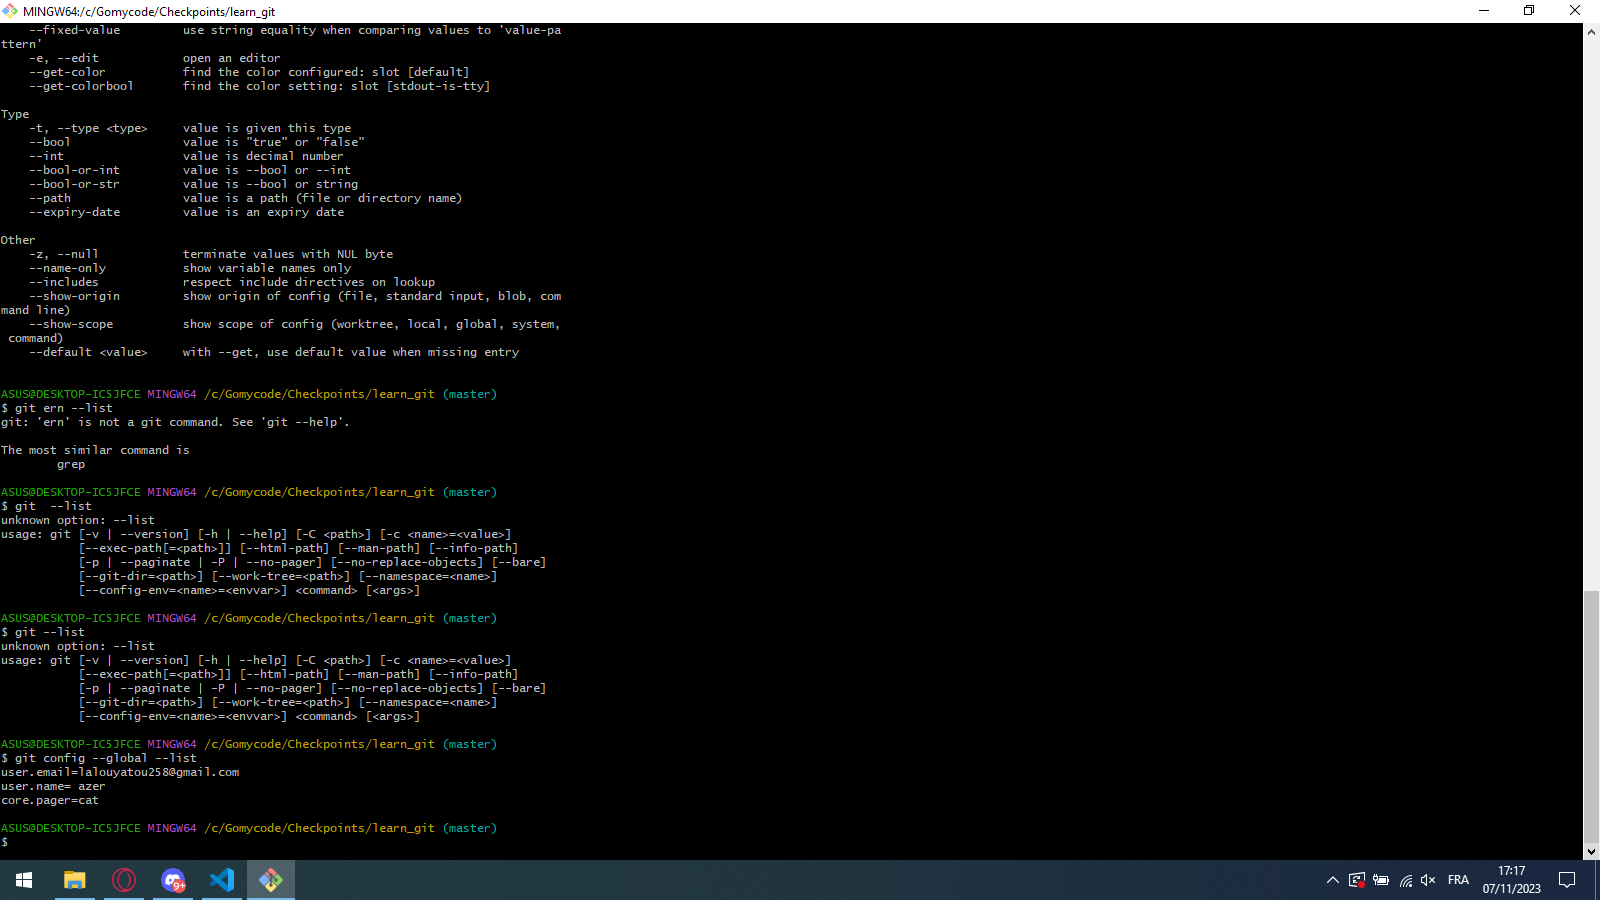 MINGW64:/c/Gomycode/Checkpoints/learn_git
--fixed-value         use string equality when comparing values to 'value-pa
ttern'
-e, --edit            open an editor
--get-color           find the color configured: slot [default]
--get-colorbool       find the color setting: slot [stdout-is-tty]
Type
-t, --type <type>     value is given this type
--bool                value is "true" or "false"
--int                 value is decimal number
--bool-or-int         value is --bool or --int
--bool-or-str         value is --bool or string
--path                value is a path (file or directory name)
--expiry-date         value is an expiry date
Other
-z, --null            terminate values with NUL byte
--name-only           show variable names only
--includes            respect include directives on lookup
--show-origin         show origin of config (file, standard input, blob, com
mand line)
--show-scope          show scope of config (worktree, local, global, system,
command)
--default <value>     with --get, use default value when missing entry
ASUS@DESKTOP-IC5JFCE MINGW64 /c/Gomycode/Checkpoints/learn_git (master)
$ git ern --list
git: 'ern' is not a git command. See 'git --help'.
The most similar command is
grep
ASUS@DESKTOP-IC5JFCE MINGW64 /c/Gomycode/Checkpoints/learn_git (master)
$ git  --list
unknown option: --list
usage: git [-v | --version] [-h | --help] [-C <path>] [-c <name>=<value>]
[--exec-path[=<path>]] [--html-path] [--man-path] [--info-path]
[-p | --paginate | -P | --no-pager] [--no-replace-objects] [--bare]
[--git-dir=<path>] [--work-tree=<path>] [--namespace=<name>]
[--config-env=<name>=<envvar>] <command> [<args>]
ASUS@DESKTOP-IC5JFCE MINGW64 /c/Gomycode/Checkpoints/learn_git (master)
$ git --list
unknown option: --list
usage: git [-v | --version] [-h | --help] [-C <path>] [-c <name>=<value>]
[--exec-path[=<path>]] [--html-path] [--man-path] [--info-path]
[-p | --paginate | -P | --no-pager] [--no-replace-objects] [--bare]
[--git-dir=<path>] [--work-tree=<path>] [--namespace=<name>]
[--config-env=<name>=<envvar>] <command> [<args>]
ASUS@DESKTOP-IC5JFCE MINGW64 /c/Gomycode/Checkpoints/learn_git (master)
$ git config --global --list
user.email=lalouyatou258@gmail.com
user.name= azer
core.pager=cat
ASUS@DESKTOP-IC5JFCE MINGW64 /c/Gomycode/Checkpoints/learn_git (master)
$
9+
FRA
17:17
07/11/2023